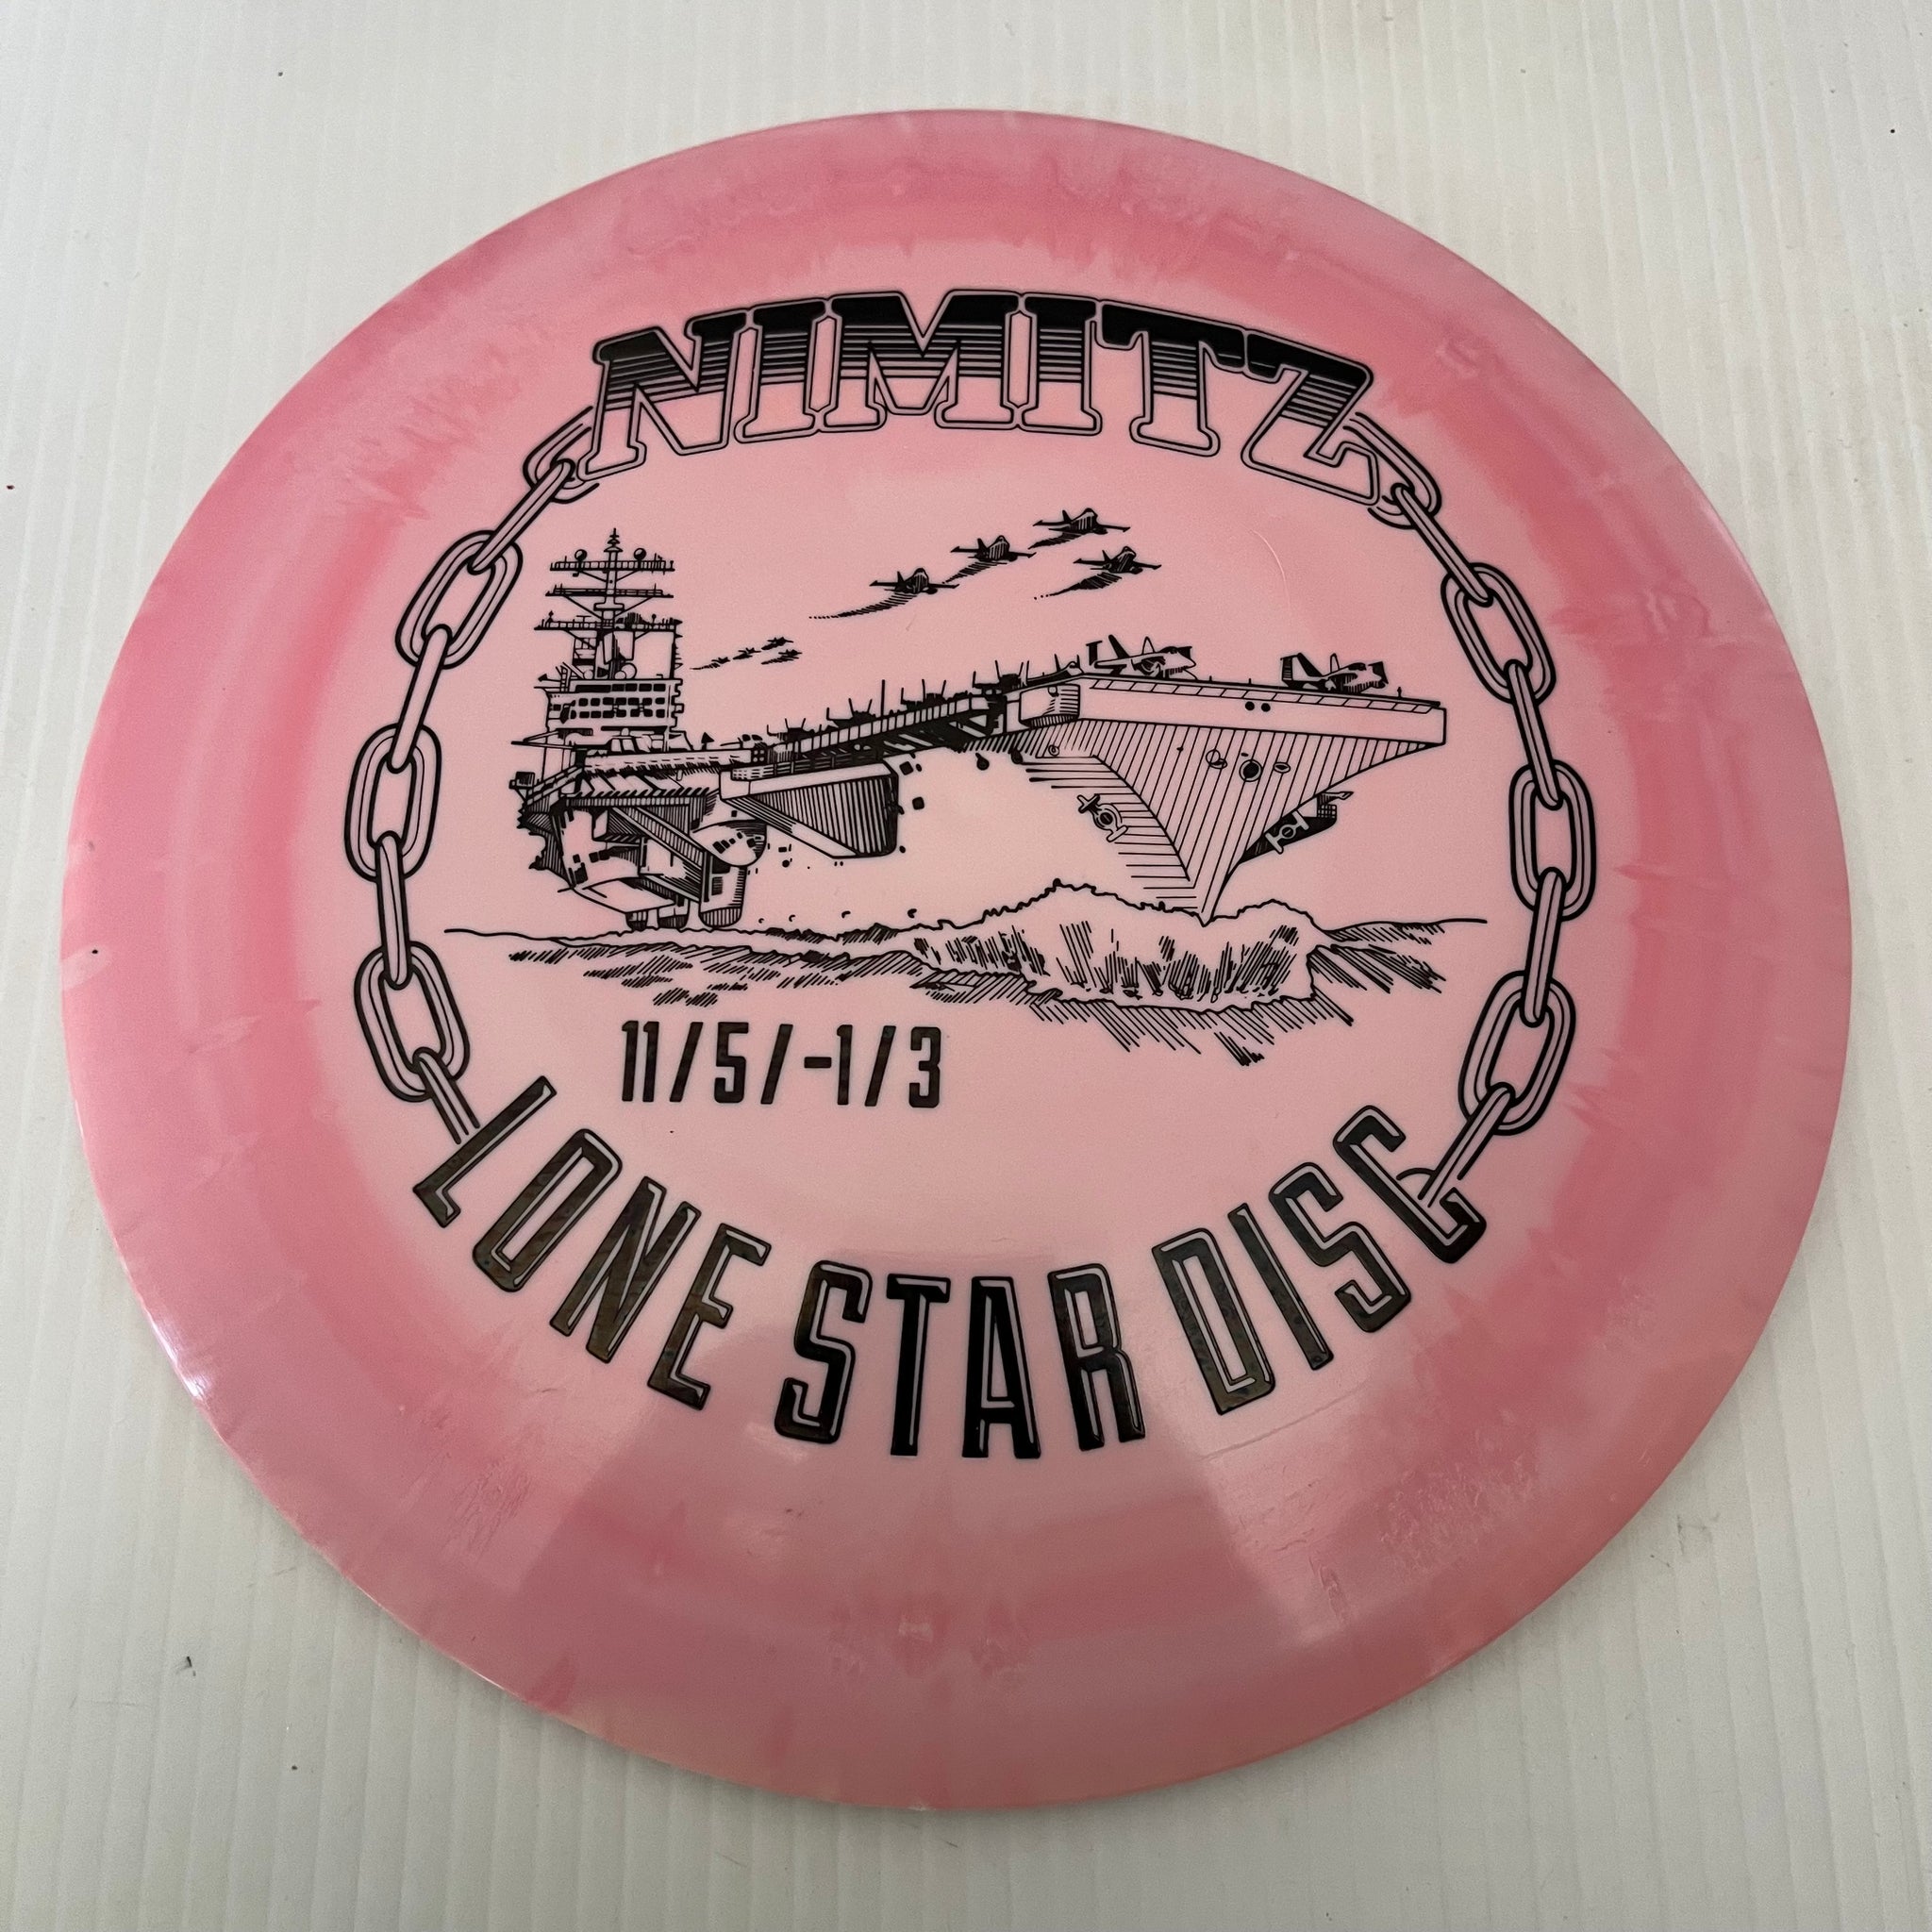 NIMITZ
11/5/-1/3
LONE STAR DISC